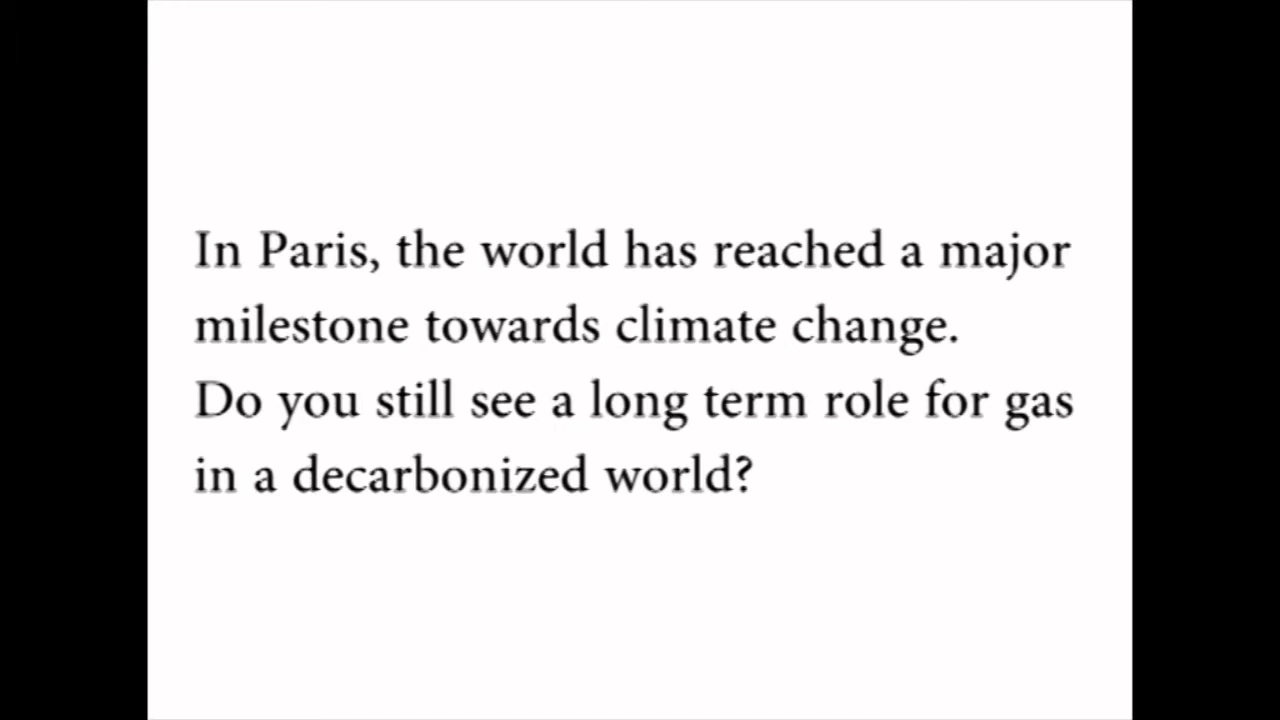 In Paris, the world has reached a major
milestone towards climate change.
Do you still see a long term role for gas
in a decarbonized world?